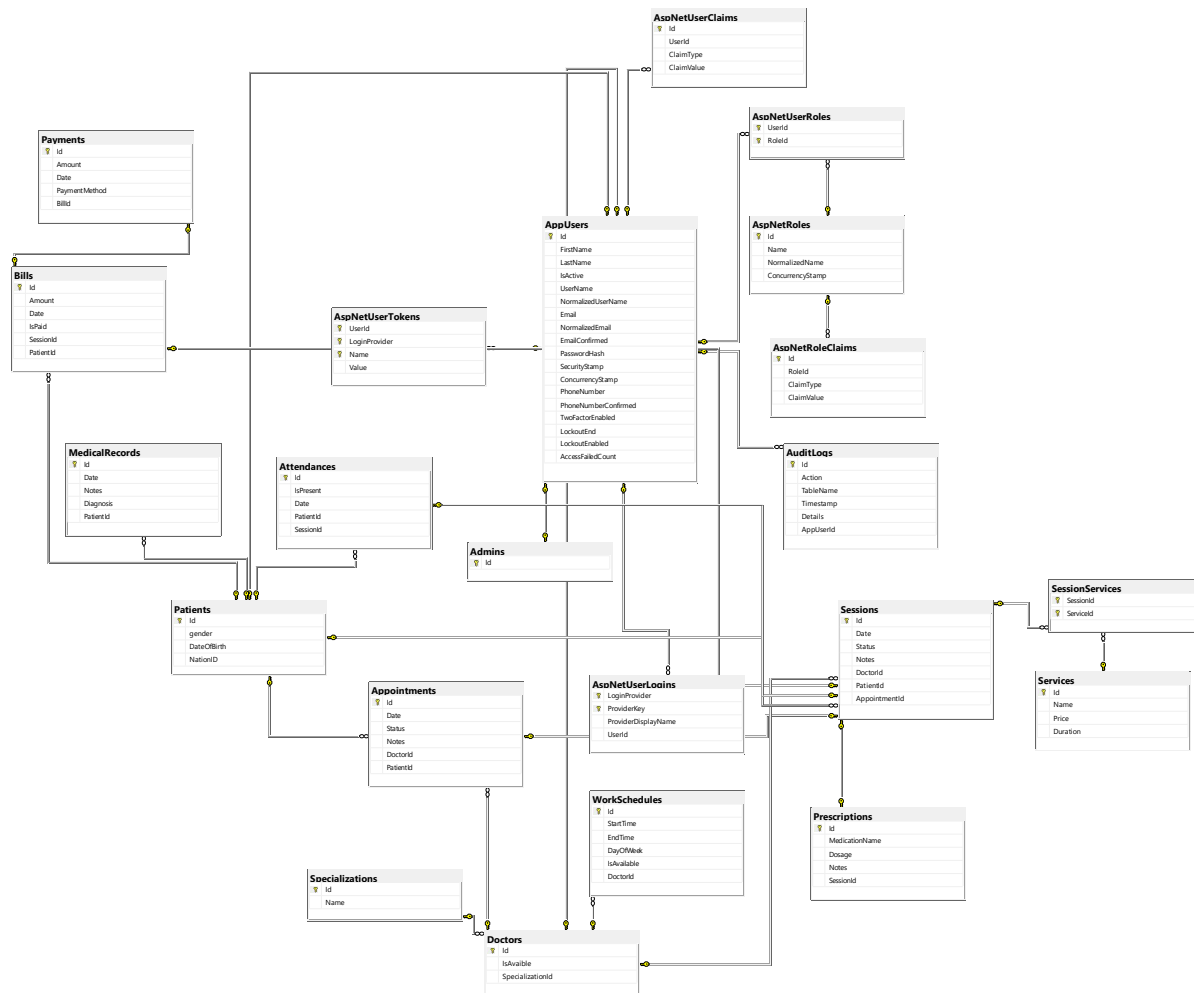 AspNetUserClaims
Id
UserId
ClaimType
ClaimValue
AspNetUserRoles
UserId
RoleId
Payments
Id
Amount
Date
PaymentMethod
BillId
AppUsers
Id
FirstName
LastName
IsActive
UserName
NormalizedUserName
Email
NormalizedEmail
EmailConfirmed
PasswordHash
SecurityStamp
ConcurrencyStamp
PhoneNumber
PhoneNumberConfirmed
TwoFactorEnabled
LockoutEnd
LockoutEnabled
AccessFailedCount
AspNetRoles
Id
Name
NormalizedName
ConcurrencyStamp
Bills
Id
Amount
Date
IsPaid
SessionId
PatientId
AspNetUserTokens
UserId
LoginProvider
Name
Value
AspNetRoleClaims
Id
RoleId
ClaimType
ClaimValue
MedicalRecords
Id
Date
Notes
Diagnosis
PatientId
Attendances
Id
IsPresent
Date
PatientId
SessionId
AuditLogs
Id
Action
TableName
Timestamp
Details
AppUserId
Admins
Id
Patients
Id
gender
DateOfBirth
NationID
Sessions
Id
Date
Status
Notes
DoctorId
PatientId
AppointmentId
SessionServices
SessionId
ServiceId
Appointments
Id
Date
Status
Notes
DoctorId
PatientId
AspNetUserLogins
LoginProvider
ProviderKey
ProviderDisplayName
UserId
Services
Id
Name
Price
Duration
WorkSchedules
Id
StartTime
EndTime
DayOfWeek
IsAvailable
DoctorId
Prescriptions
Id
MedicationName
Dosage
Notes
SessionId
Specializations
Id
Name
Doctors
Id
IsAvaible
SpecializationId